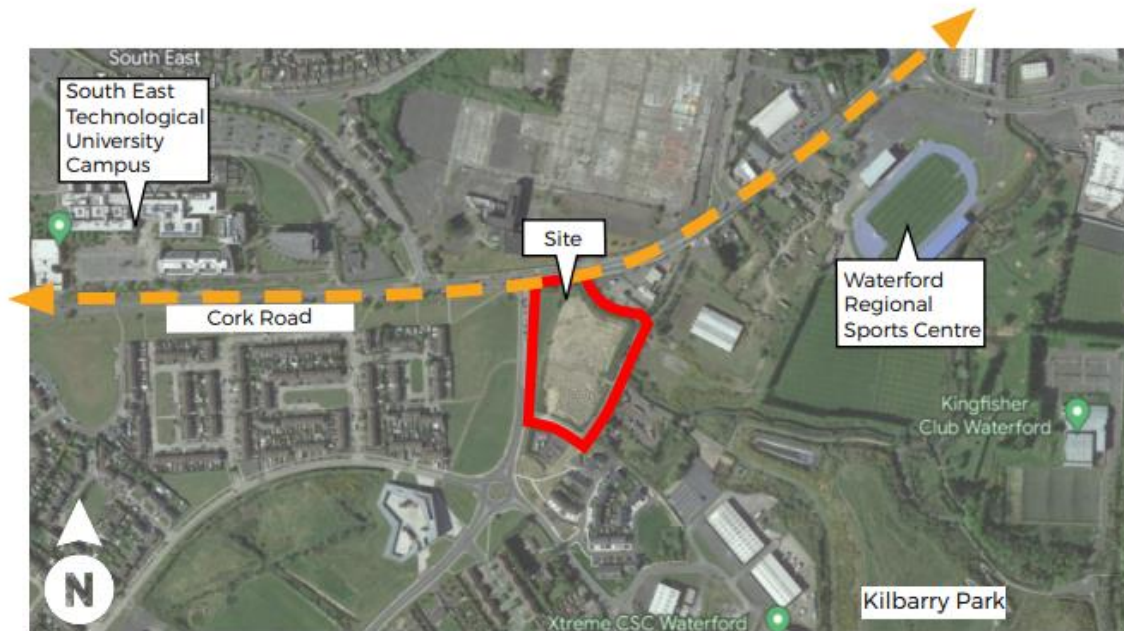 South East
South East
Technological
University
Campus
Site
Cork Road
Waterford
Regional
Sports Centre
Kingfisher
Club Waterford
Kilbarry Park
Xtreme CSC Waterford
N